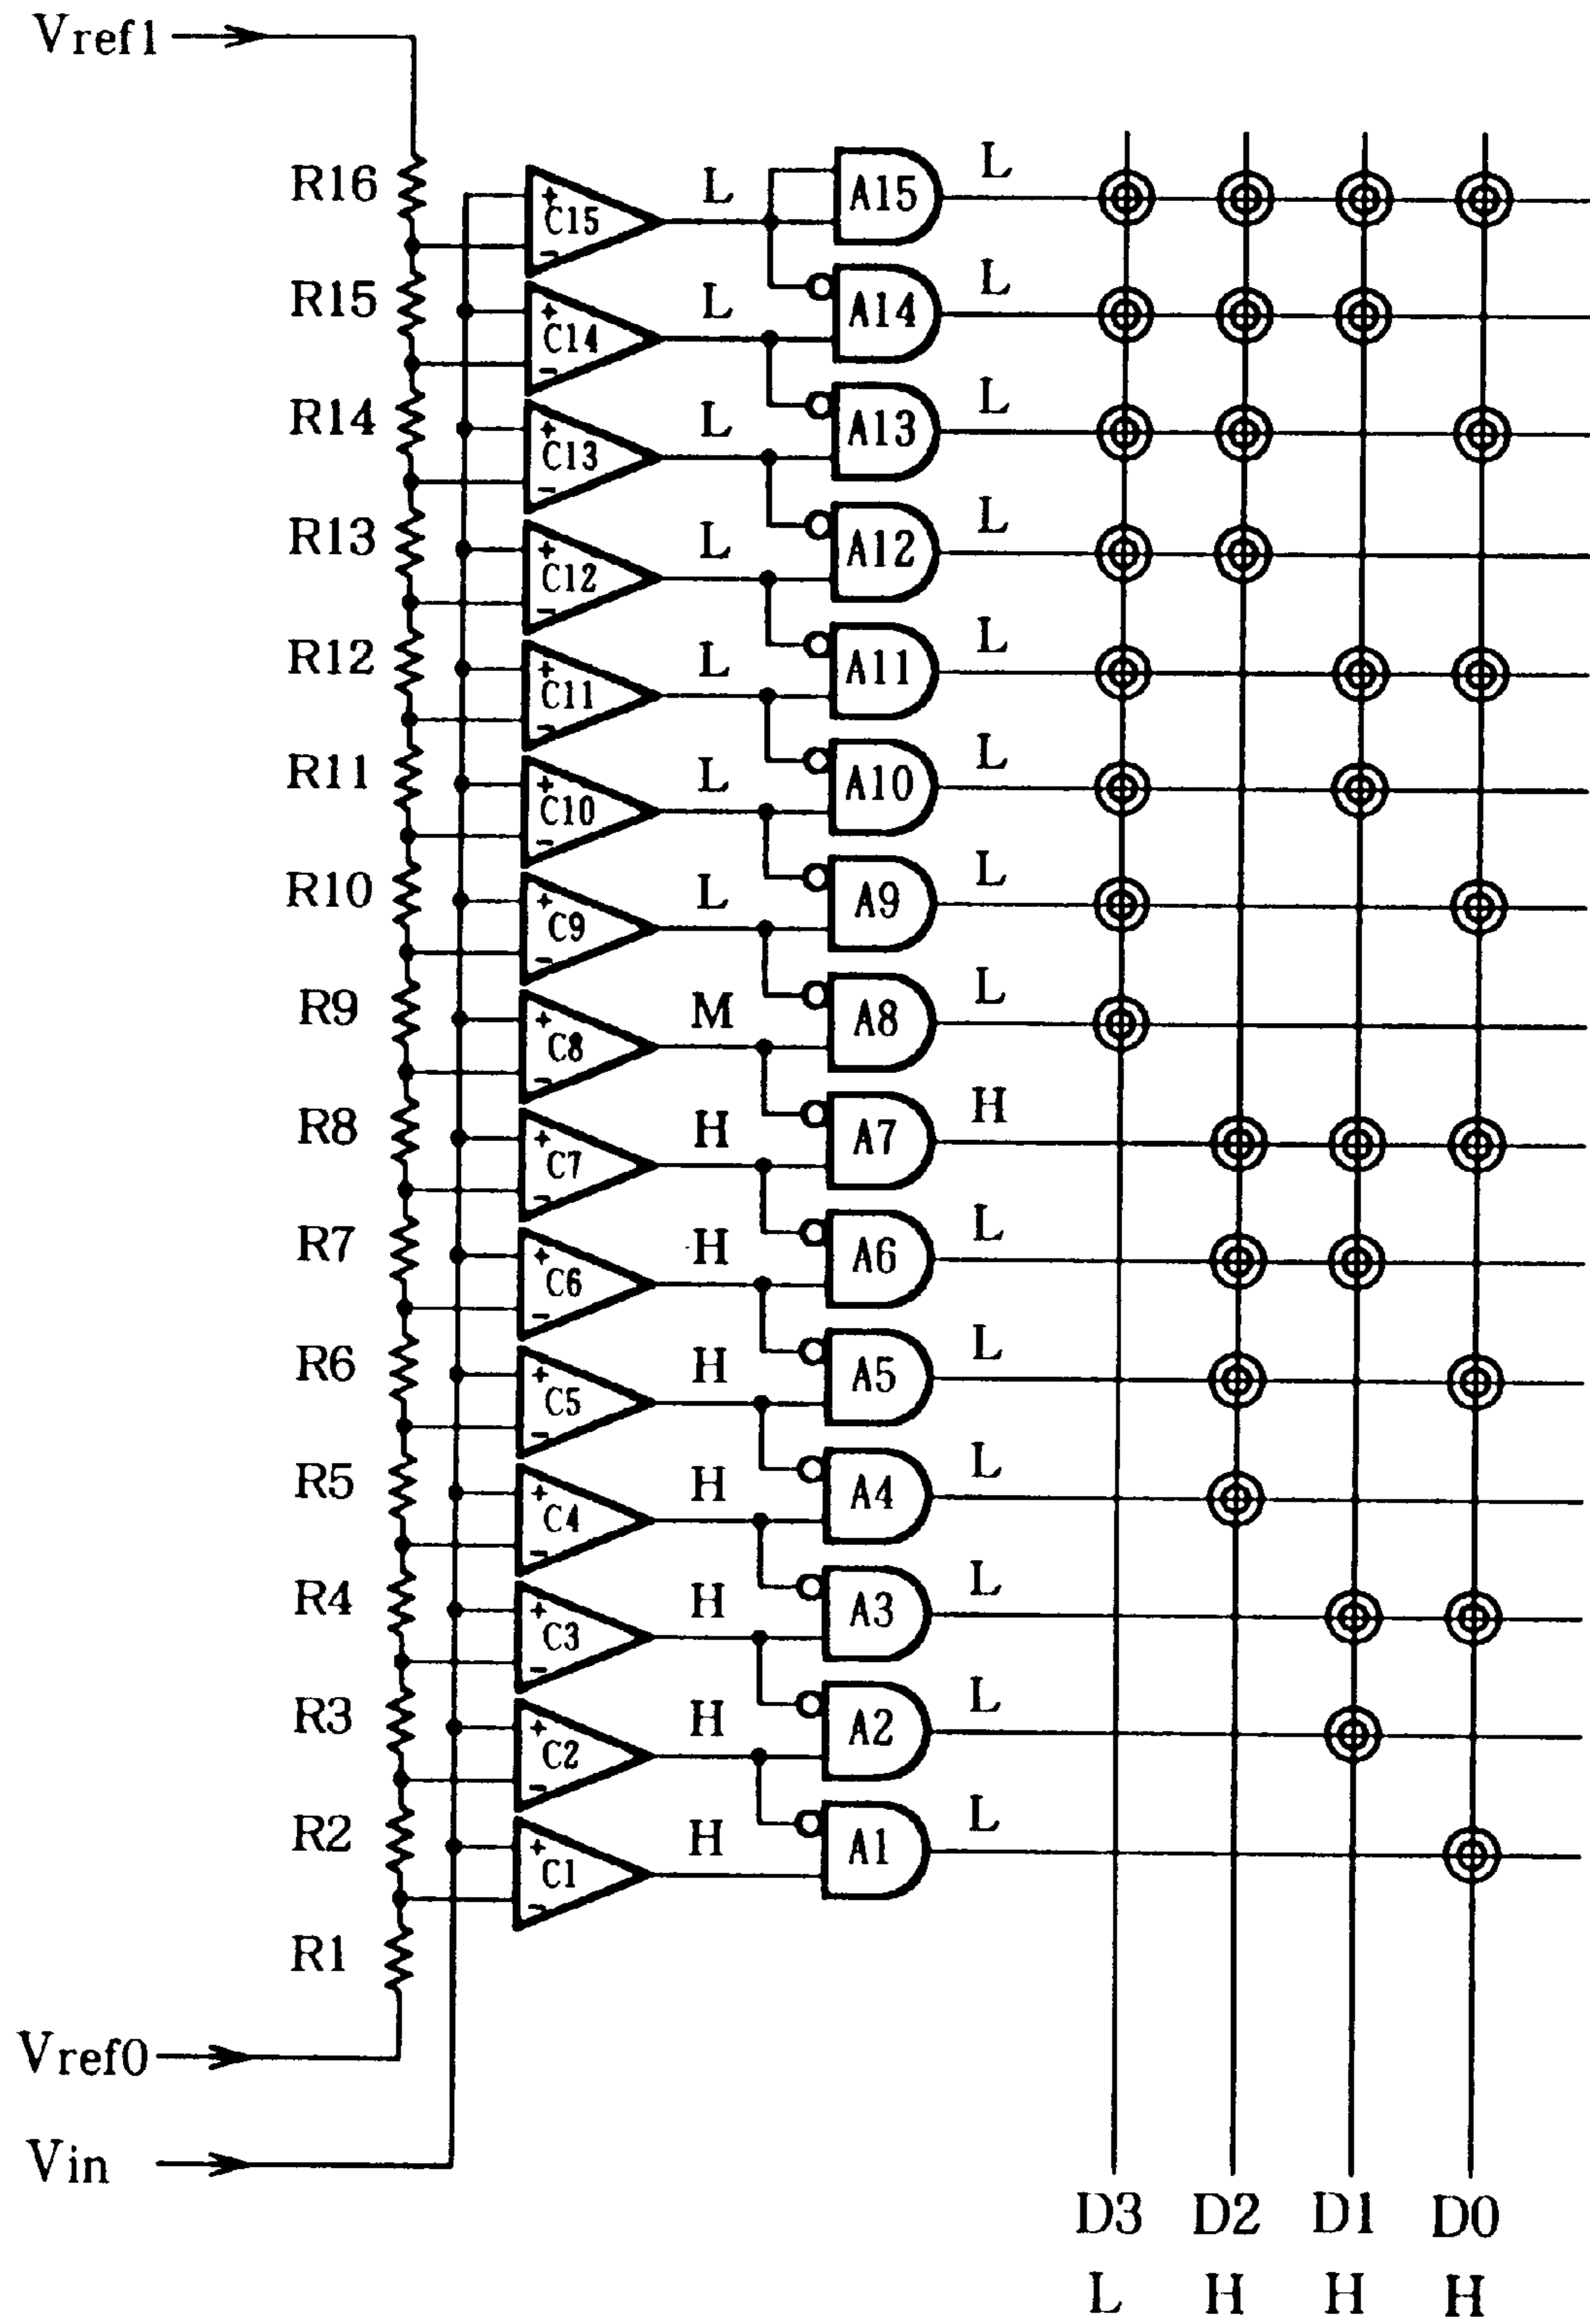 Vref1
R16 + C15 - L A15 L
R15 + C14 - L A14 L
R14 + C13 - L A13 L
R13 + C12 - L A12 L
R12 + C11 - L A11 L
R11 + C10 - L A10 L
R10 + C9 - L A9 L
R9 + C8 - M A8 L
R8 + C7 - H A7 H
R7 + C6 - H A6 L
R6 + C5 - H A5 L
R5 + C4 - H A4 L
R4 + C3 - H A3 L
R3 + C2 - H A2 L
R2 + C1 - H A1 L
R1
Vref0
Vin
D3 D2 D1 D0
L H H H